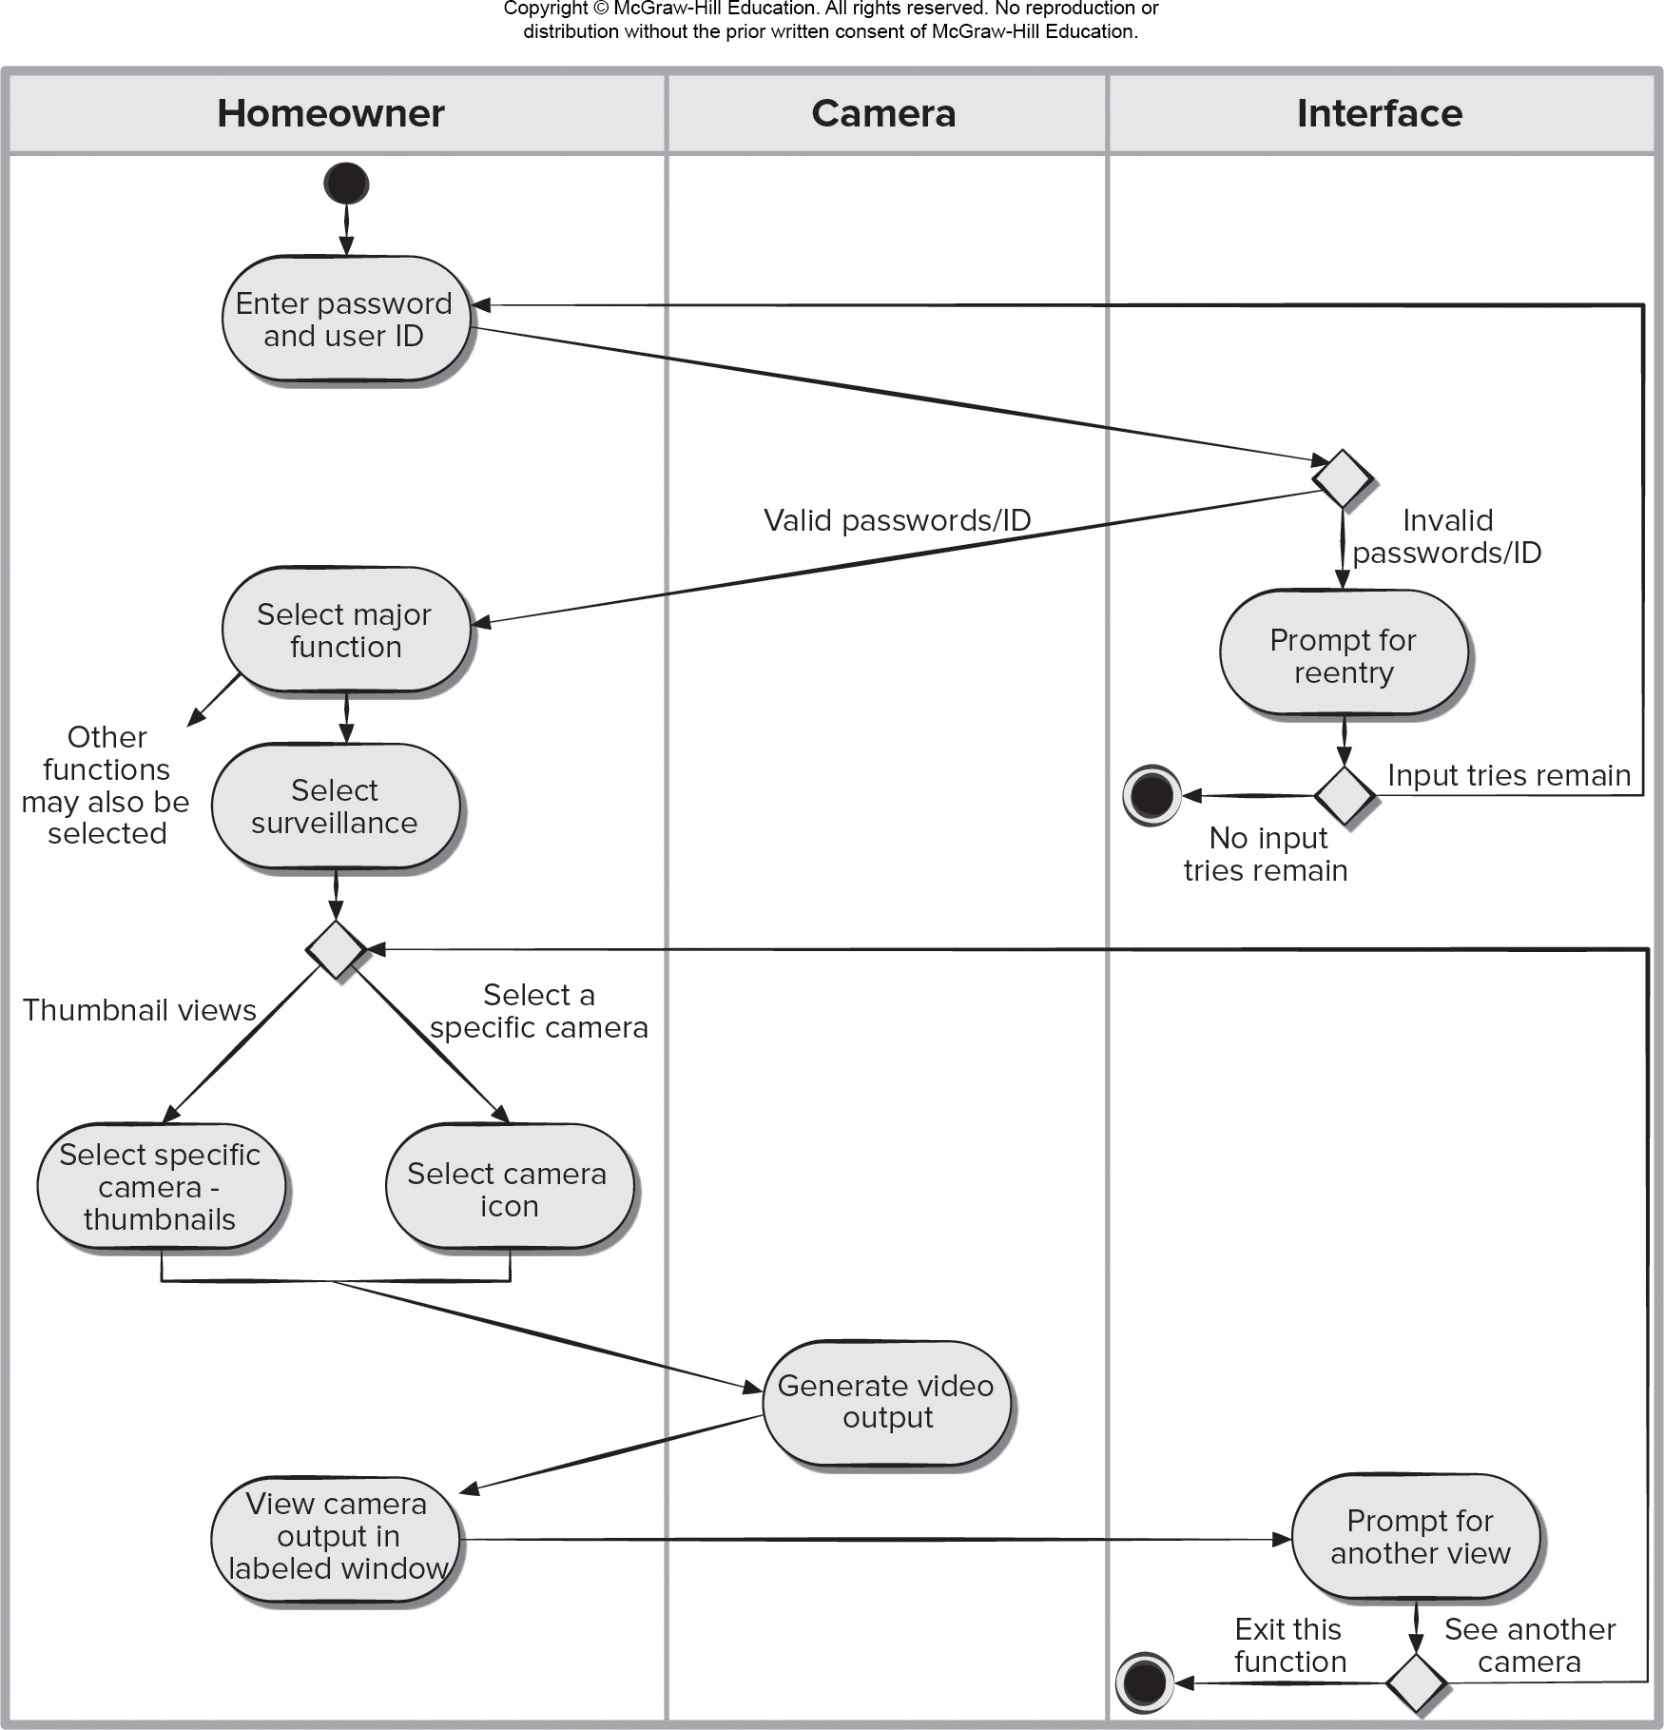 Copyright © McGraw-Hill Education. All rights reserved. No reproduction or
distribution without the prior written consent of McGraw-Hill Education.
Homeowner
Camera
Interface
Enter password
and user ID
Valid passwords/ID
Invalid
passwords/ID
Select major
function
Prompt for
reentry
Other
functions
may also be
selected
Select
surveillance
Input tries remain
No input
tries remain
Thumbnail views
Select a
specific camera
Select specific
camera -
thumbnails
Select camera
icon
Generate video
output
View camera
output in
labeled window
Prompt for
another view
Exit this
function
See another
camera